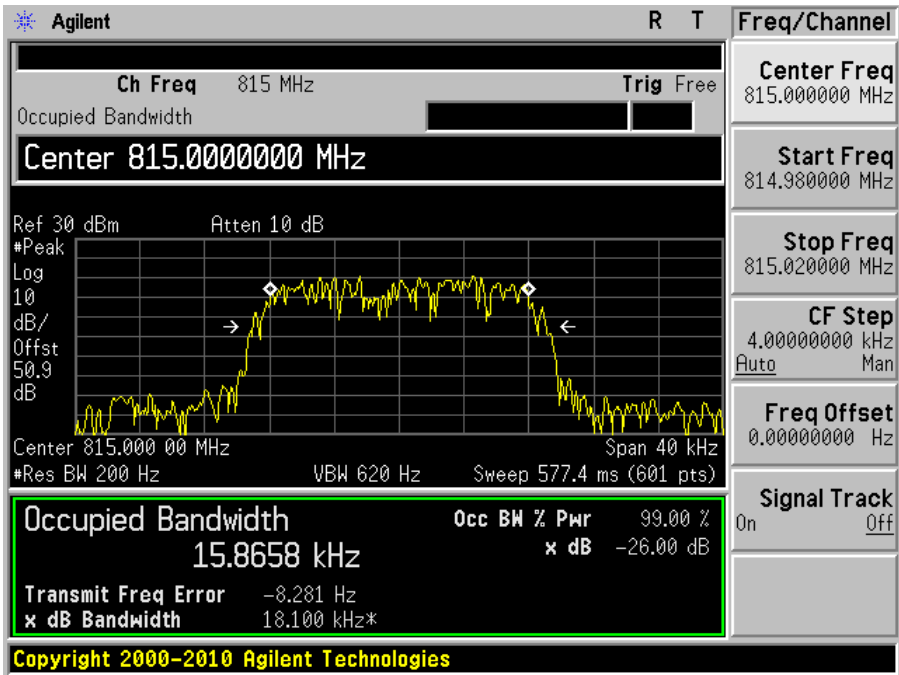 Agilent R T Freq/Channel
Ch Freq 815 MHz Trig Free
Occupied Bandwidth
Center 815.0000000 MHz
Ref 30 dBm Atten 10 dB
#Peak
Log
10
dB/
Offst
50.9
dB
Center 815.000 00 MHz Span 40 kHz
#Res BW 200 Hz VBW 620 Hz Sweep 577.4 ms (601 pts)
Occupied Bandwidth Occ BW % Pwr 99.00 %
15.8658 kHz x dB -26.00 dB
Transmit Freq Error -8.281 Hz
x dB Bandwidth 18.100 kHz*
Copyright 2000-2010 Agilent Technologies
Center Freq
815.000000 MHz
Start Freq
814.980000 MHz
Stop Freq
815.020000 MHz
CF Step
4.00000000 kHz
Auto Man
Freq Offset
0.00000000 Hz
Signal Track
On Off